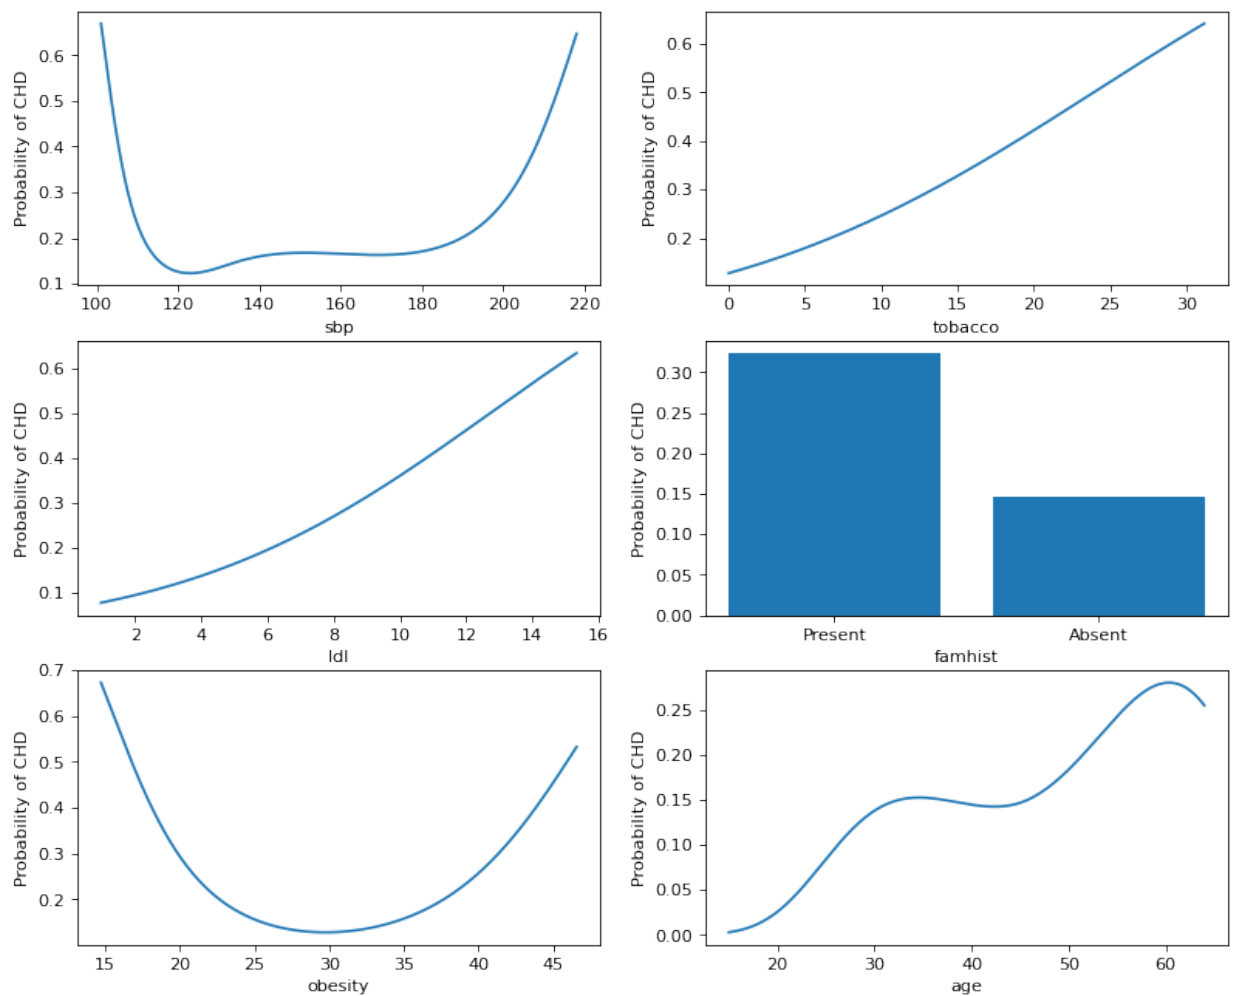 Probability of CHD
0.6
0.5
0.4
0.3
0.2
0.1
100 120 140 160 180 200 220
sbp
Probability of CHD
0.6
0.5
0.4
0.3
0.2
0 5 10 15 20 25 30
tobacco
Probability of CHD
0.6
0.5
0.4
0.3
0.2
0.1
2 4 6 8 10 12 14 16
ldl
Probability of CHD
0.30
0.25
0.20
0.15
0.10
0.05
0.00
Present Absent
famhist
Probability of CHD
0.7
0.6
0.5
0.4
0.3
0.2
15 20 25 30 35 40 45
obesity
Probability of CHD
0.25
0.20
0.15
0.10
0.05
0.00
20 30 40 50 60
age